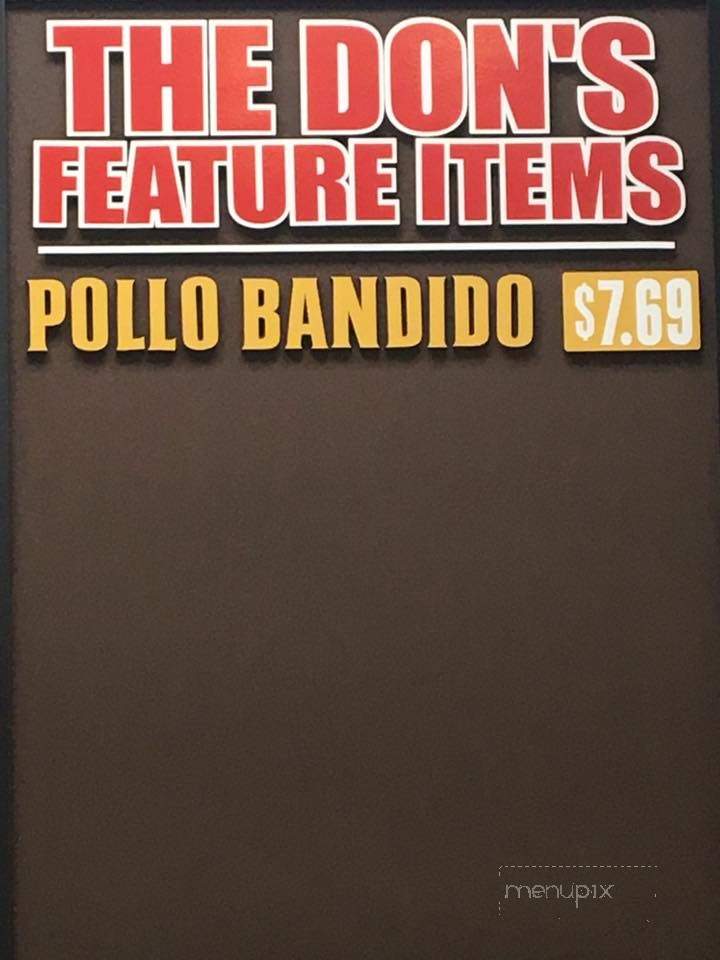 THE DON'S
FEATURE ITEMS
POLLO BANDIDO $7.69
menupix